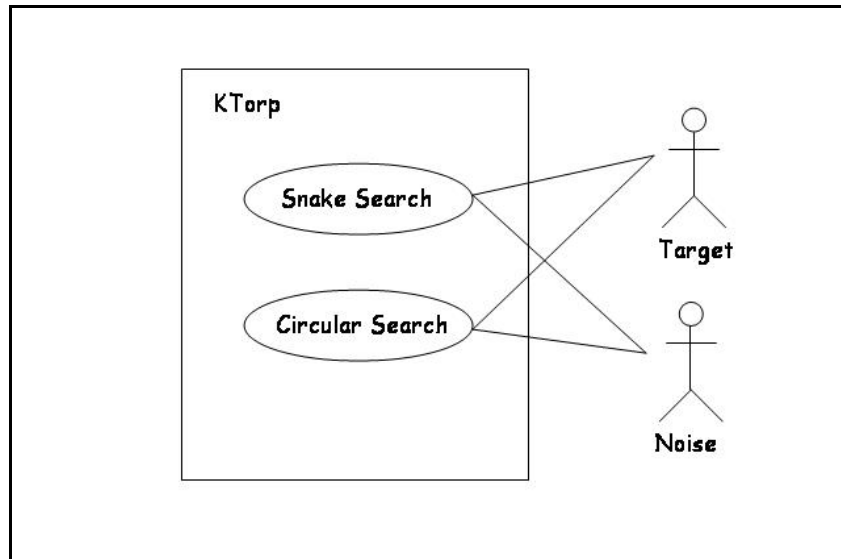 KTorp
Snake Search
Circular Search
Target
Noise